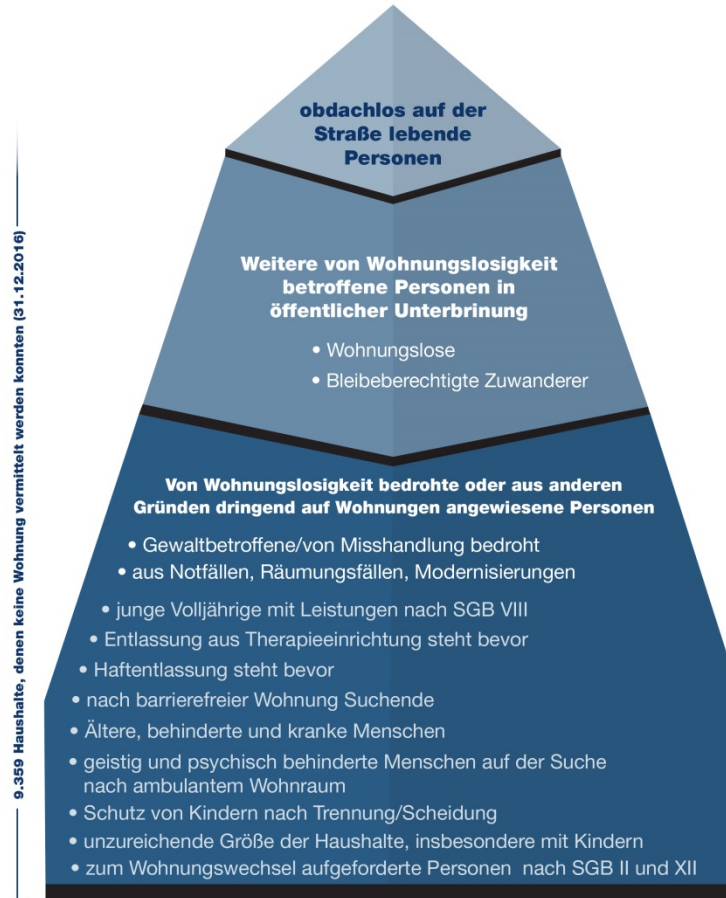 obdachlos auf der
Straße lebende
Personen
Weitere von Wohnungslosigkeit
betroffene Personen in
öffentlicher Unterbrinung
• Wohnungslose
• Bleibeberechtigte Zuwanderer
Von Wohnungslosigkeit bedrohte oder aus anderen
Gründen dringend auf Wohnungen angewiesene Personen
• Gewaltbetroffene/von Misshandlung bedroht
• aus Notfällen, Räumungsfällen, Modernisierungen
• junge Volljährige mit Leistungen nach SGB VIII
• Entlassung aus Therapieeinrichtung steht bevor
• Haftentlassung steht bevor
• nach barrierefreier Wohnung Suchende
• Ältere, behinderte und kranke Menschen
• geistig und psychisch behinderte Menschen auf der Suche
nach ambulantem Wohnraum
• Schutz von Kindern nach Trennung/Scheidung
• unzureichende Größe der Haushalte, insbesondere mit Kindern
• zum Wohnungswechsel aufgeforderte Personen nach SGB II und XII
9.359 Haushalte, denen keine Wohnung vermittelt werden konnten (31.12.2016)